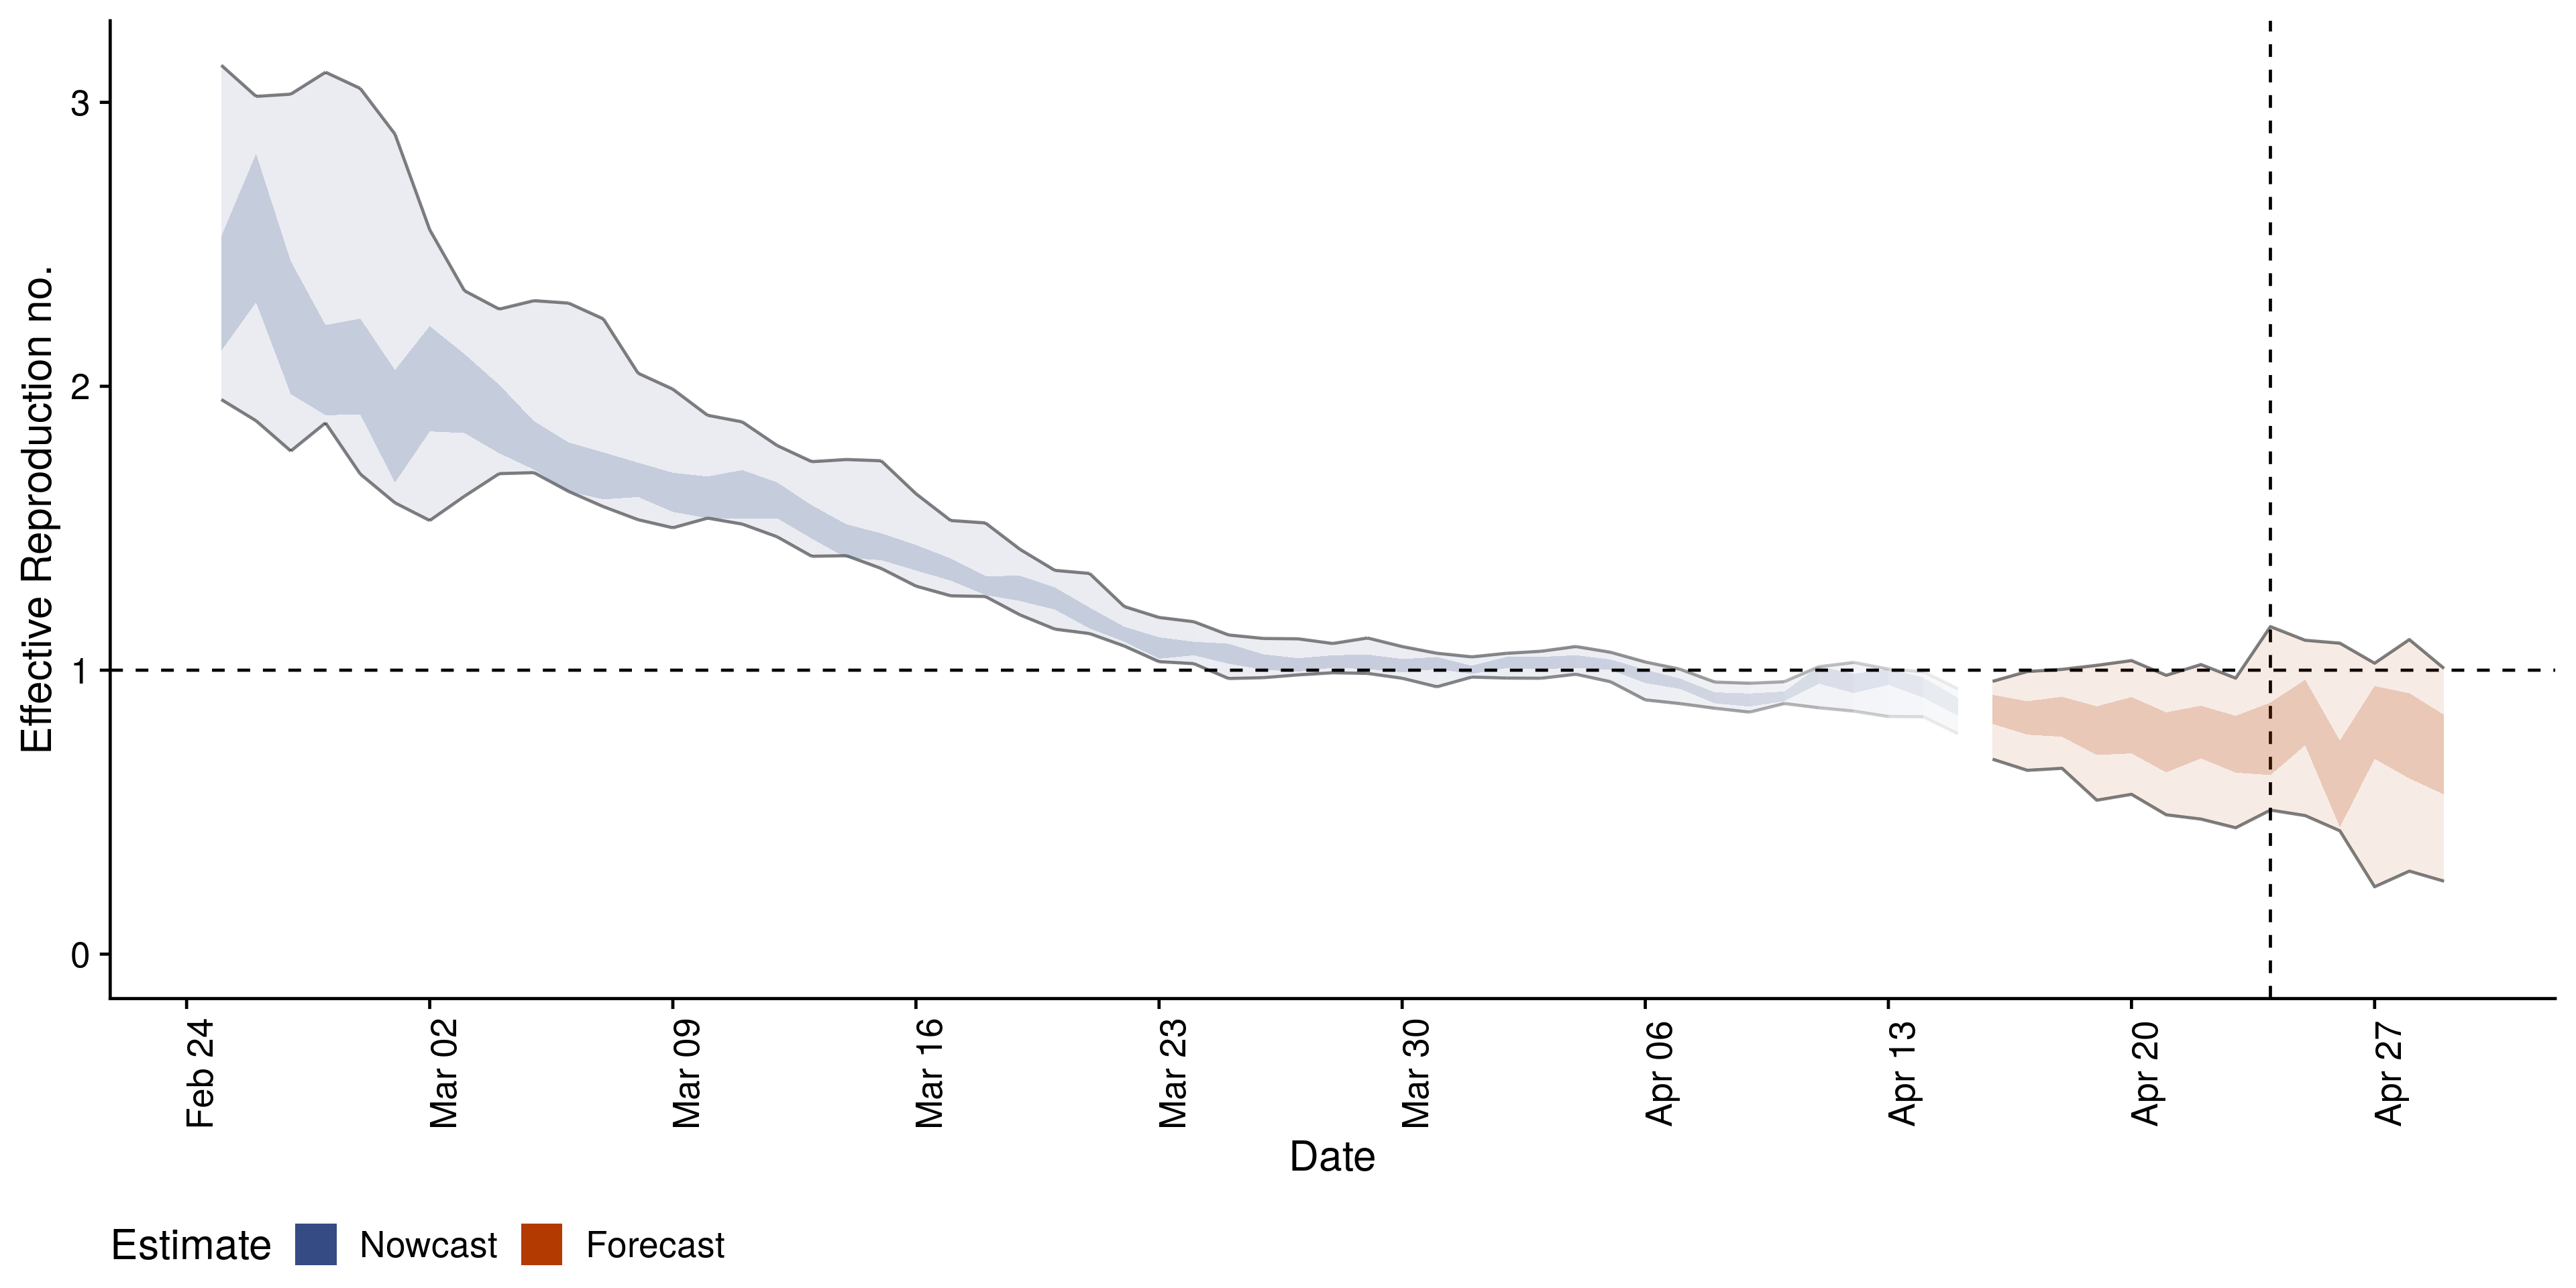 Effective Reproduction no.
3
2
1
0
Feb 24
Mar 02
Mar 09
Mar 16
Mar 23
Mar 30
Apr 06
Apr 13
Apr 20
Apr 27
Date
Estimate Nowcast Forecast